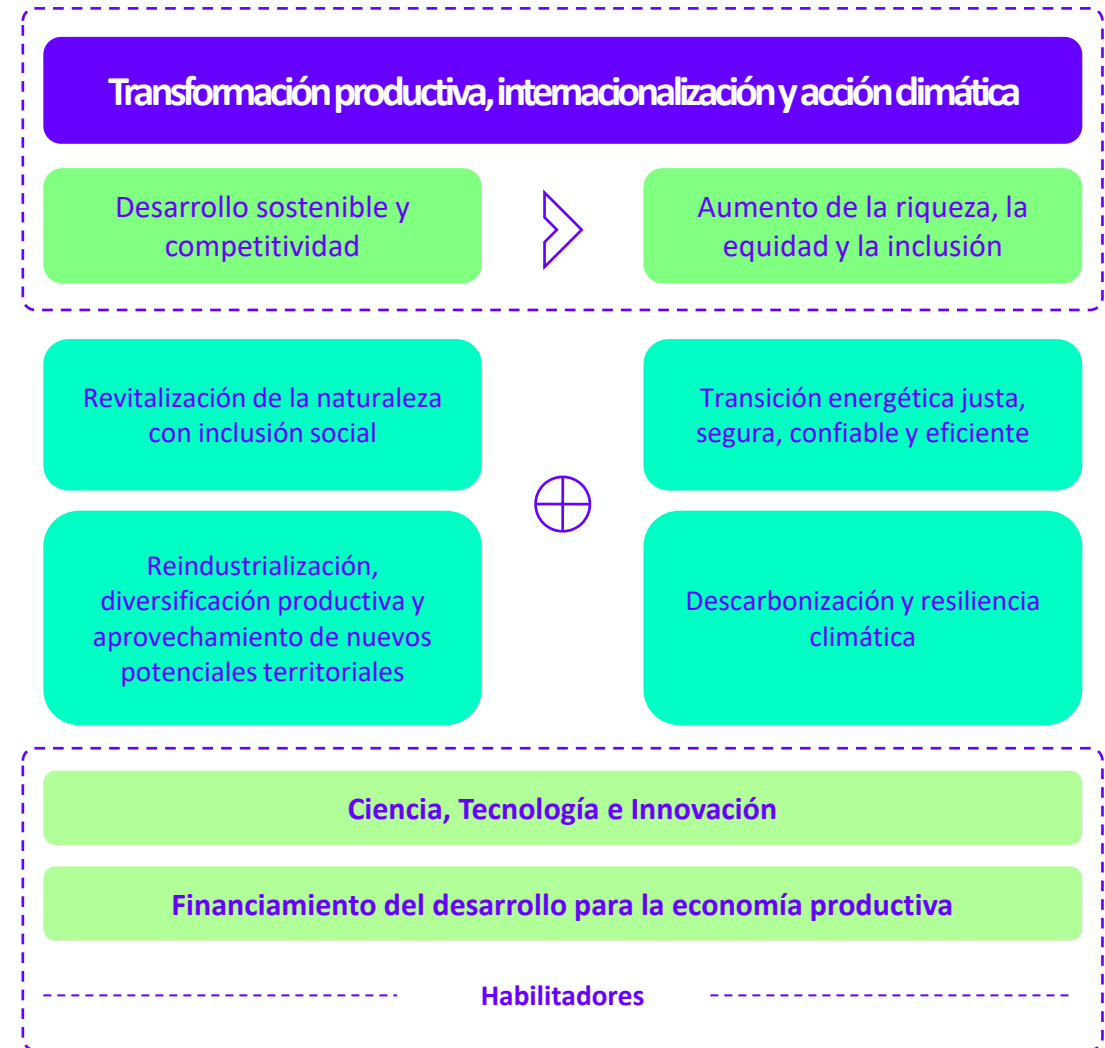 Transformación productiva, internacionalización y acción climática
Desarrollo sostenible y
competitividad
Aumento de la riqueza, la
equidad y la inclusión
Revitalización de la naturaleza
con inclusión social
Transición energética justa,
segura, confiable y eficiente
Reindustrialización,
diversificación productiva y
aprovechamiento de nuevos
potenciales territoriales
Descarbonización y resiliencia
climática
Ciencia, Tecnología e Innovación
Financiamiento del desarrollo para la economía productiva
Habilitadores